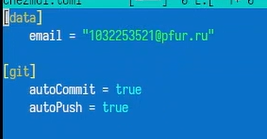 [data]
    email = "1032253521@pfur.ru"
[git]
    autoCommit = true
    autoPush = true